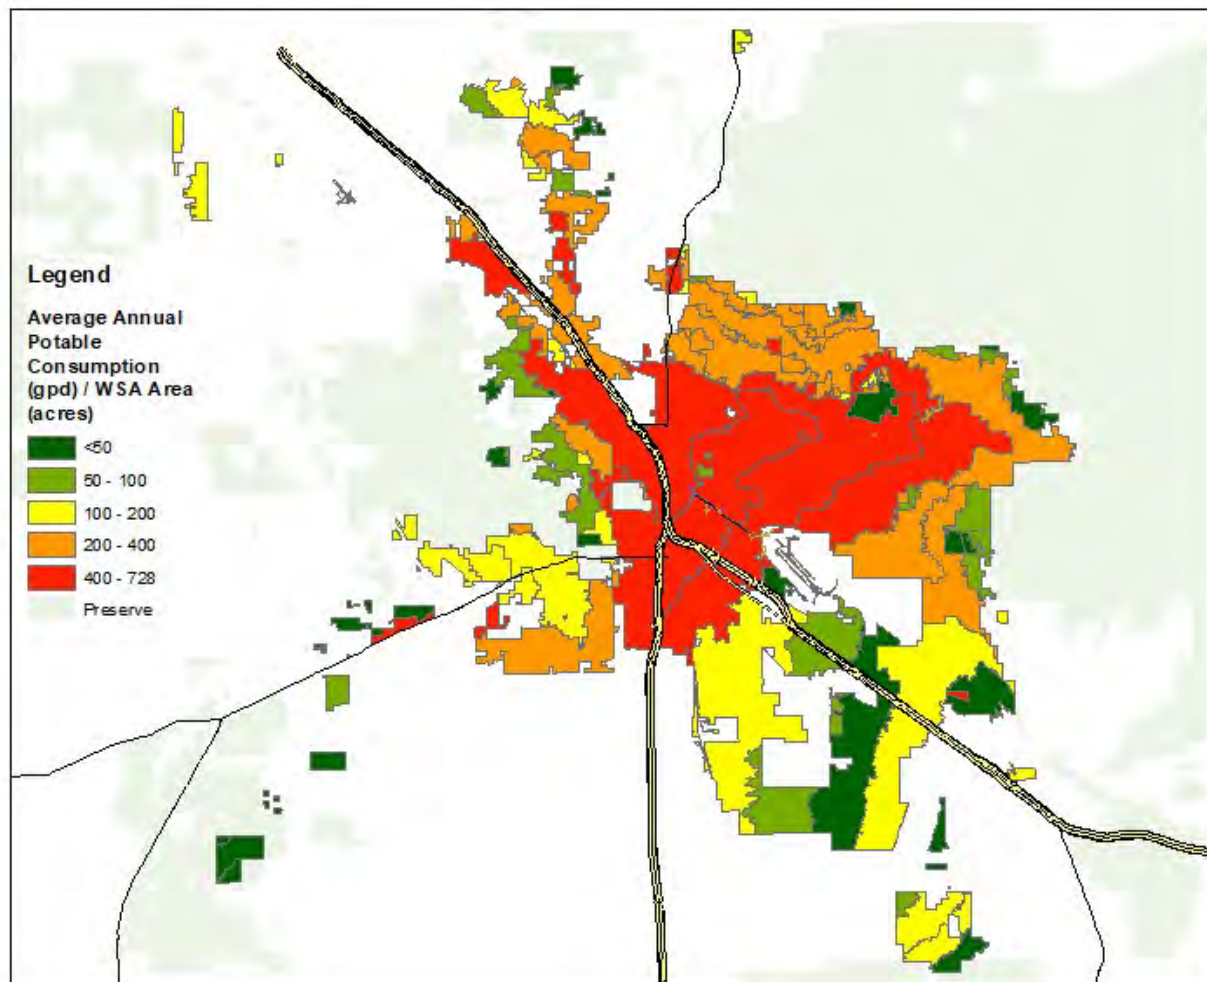 Legend
Average Annual
Potable
Consumption
(gpd) / WSA Area
(acres)
<50
50 - 100
100 - 200
200 - 400
400 - 728
Preserve